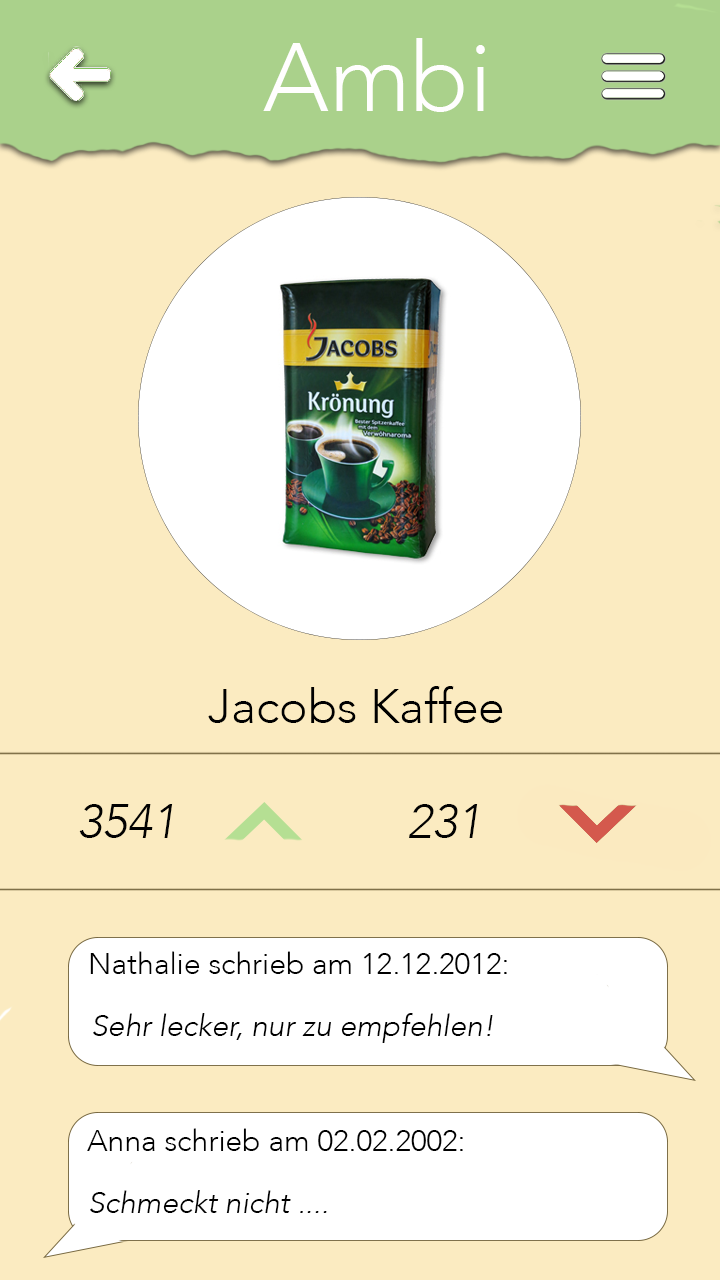 Ambi
JACOBS
Krönung
Bester Spitzenkaffee
mit dem
Verwöhnaroma
Jacobs Kaffee
3541 231
Nathalie schrieb am 12.12.2012:
Sehr lecker, nur zu empfehlen!
Anna schrieb am 02.02.2002:
Schmeckt nicht ....